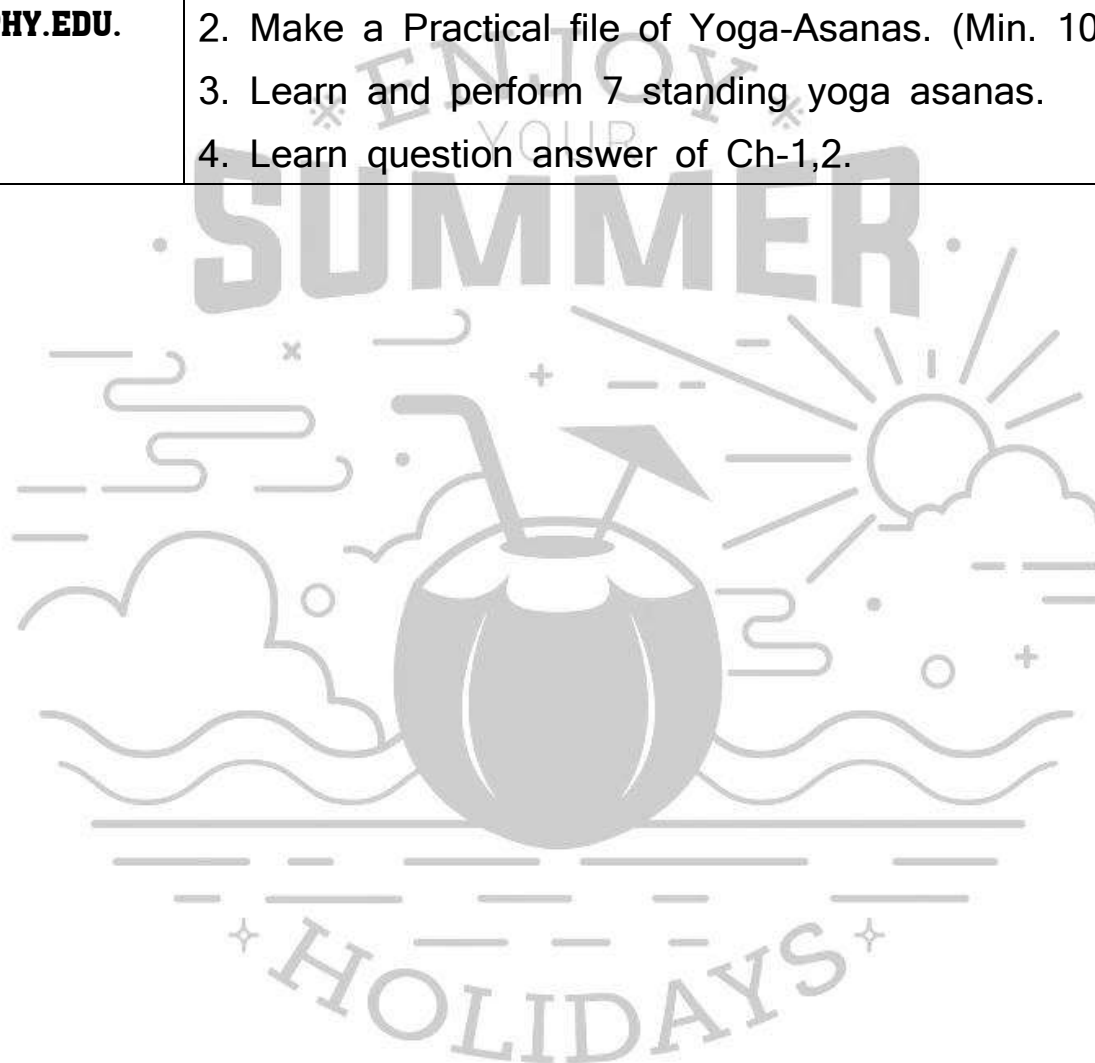 PHY.EDU.
2. Make a Practical file of Yoga-Asanas. (Min. 10
3. Learn and perform 7 standing yoga asanas.
4. Learn question answer of Ch-1,2.
ENJOY
YOUR
SUMMER
HOLIDAYS